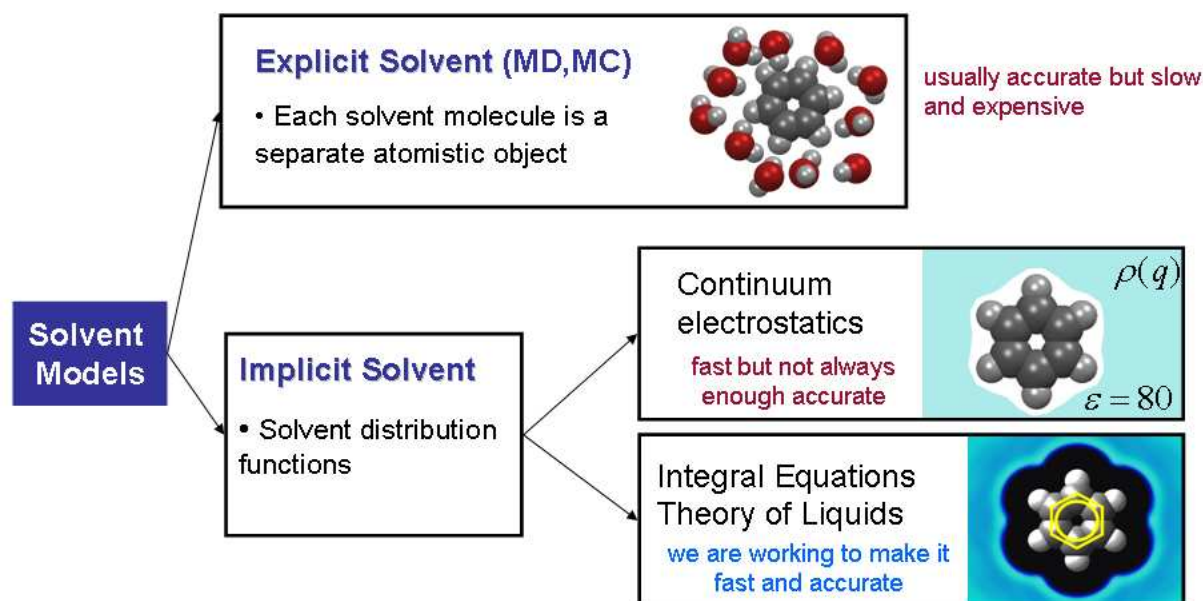 Explicit Solvent (MD,MC)
• Each solvent molecule is a
separate atomistic object
usually accurate but slow
and expensive
Solvent
Models
Implicit Solvent
• Solvent distribution
functions
Continuum
electrostatics
fast but not always
enough accurate
ρ(q)
ε = 80
Integral Equations
Theory of Liquids
we are working to make it
fast and accurate